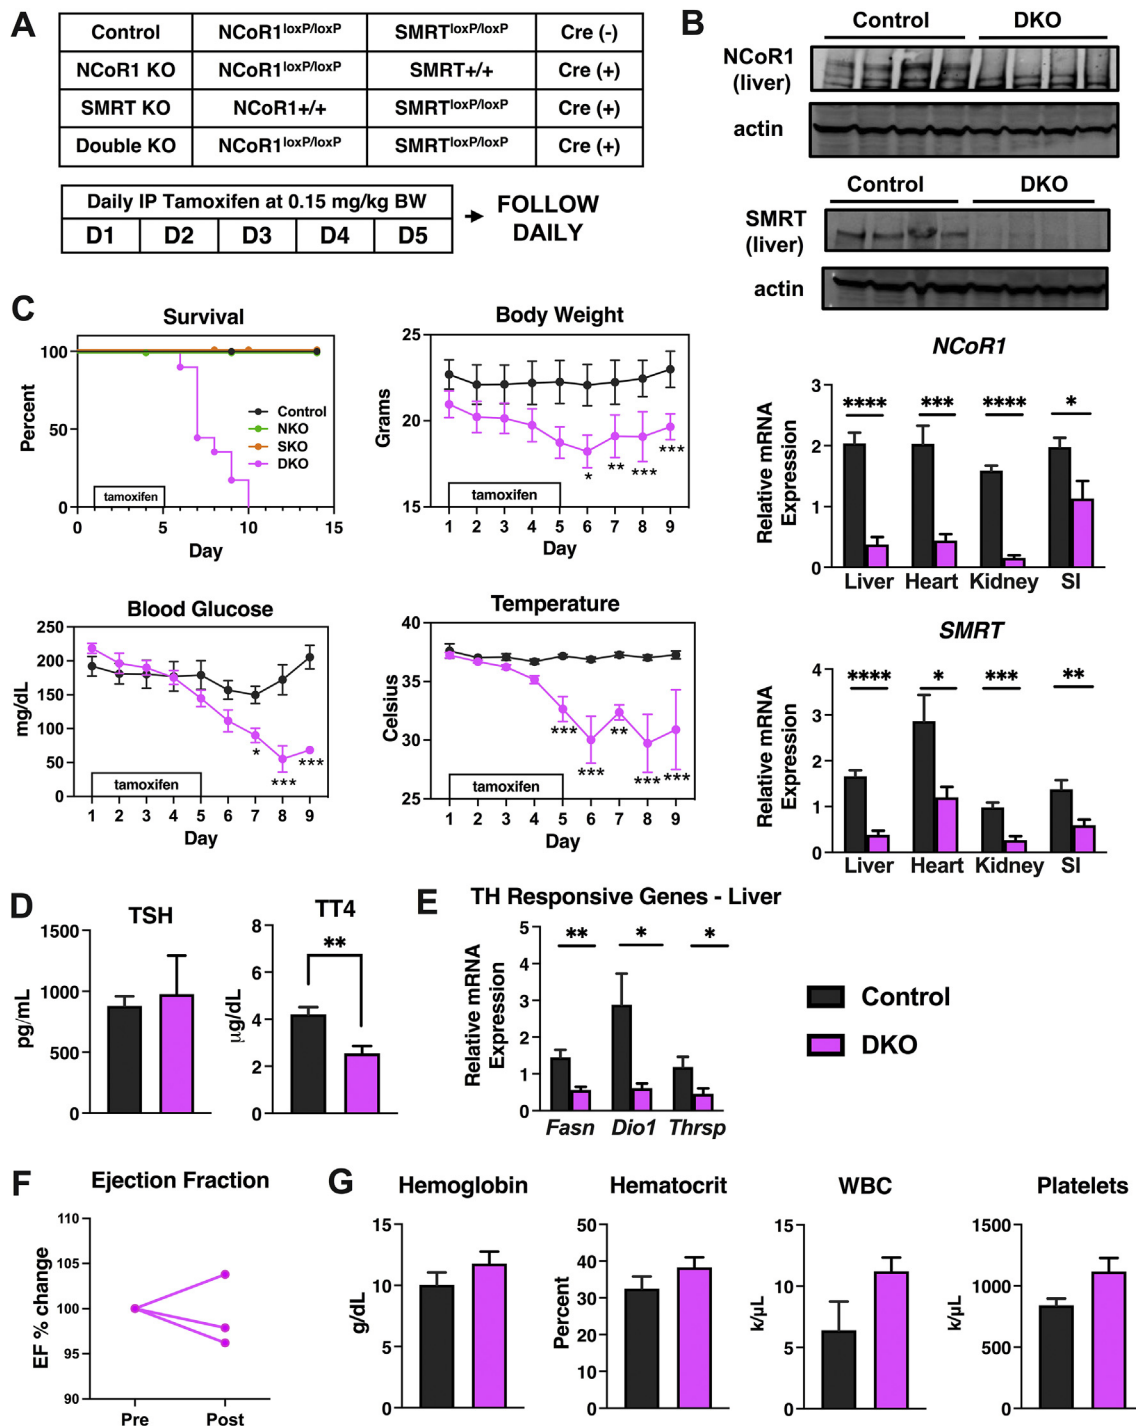 A
Control NCoR1loxP/loxP SMRTloxP/loxP Cre (-)
NCoR1 KO NCoR1loxP/loxP SMRT+/+ Cre (+)
SMRT KO NCoR1+/+ SMRTloxP/loxP Cre (+)
Double KO NCoR1loxP/loxP SMRTloxP/loxP Cre (+)
Daily IP Tamoxifen at 0.15 mg/kg BW
D1 D2 D3 D4 D5
FOLLOW
DAILY
B
Control DKO
NCoR1
(liver)
actin
Control DKO
SMRT
(liver)
actin
NCoR1
Relative mRNA
Expression
3
2
1
0
**** *** **** *
Liver Heart Kidney SI
SMRT
Relative mRNA
Expression
4
3
2
1
0
**** * *** **
Liver Heart Kidney SI
C
Survival
Percent
100
50
0
Control
NKO
SKO
DKO
tamoxifen
0 5 10 15
Day
Body Weight
Grams
25
20
15
* ** *** ***
tamoxifen
1 2 3 4 5 6 7 8 9
Day
Blood Glucose
mg/dL
250
200
150
100
50
0
* *** ***
tamoxifen
1 2 3 4 5 6 7 8 9
Day
Temperature
Celsius
40
35
30
25
*** *** ** *** ***
tamoxifen
1 2 3 4 5 6 7 8 9
Day
D
TSH
pg/mL
1500
1000
500
0
TT4
µg/dL
8
6
4
2
0
**
E
TH Responsive Genes - Liver
Relative mRNA
Expression
5
4
3
2
1
0
** * *
Fasn Dio1 Thrsp
Control
DKO
F
Ejection Fraction
EF % change
110
105
100
95
90
Pre Post
G
Hemoglobin
g/dL
15
10
5
0
Hematocrit
Percent
50
40
30
20
10
0
WBC
k/µL
15
10
5
0
Platelets
k/µL
1500
1000
500
0